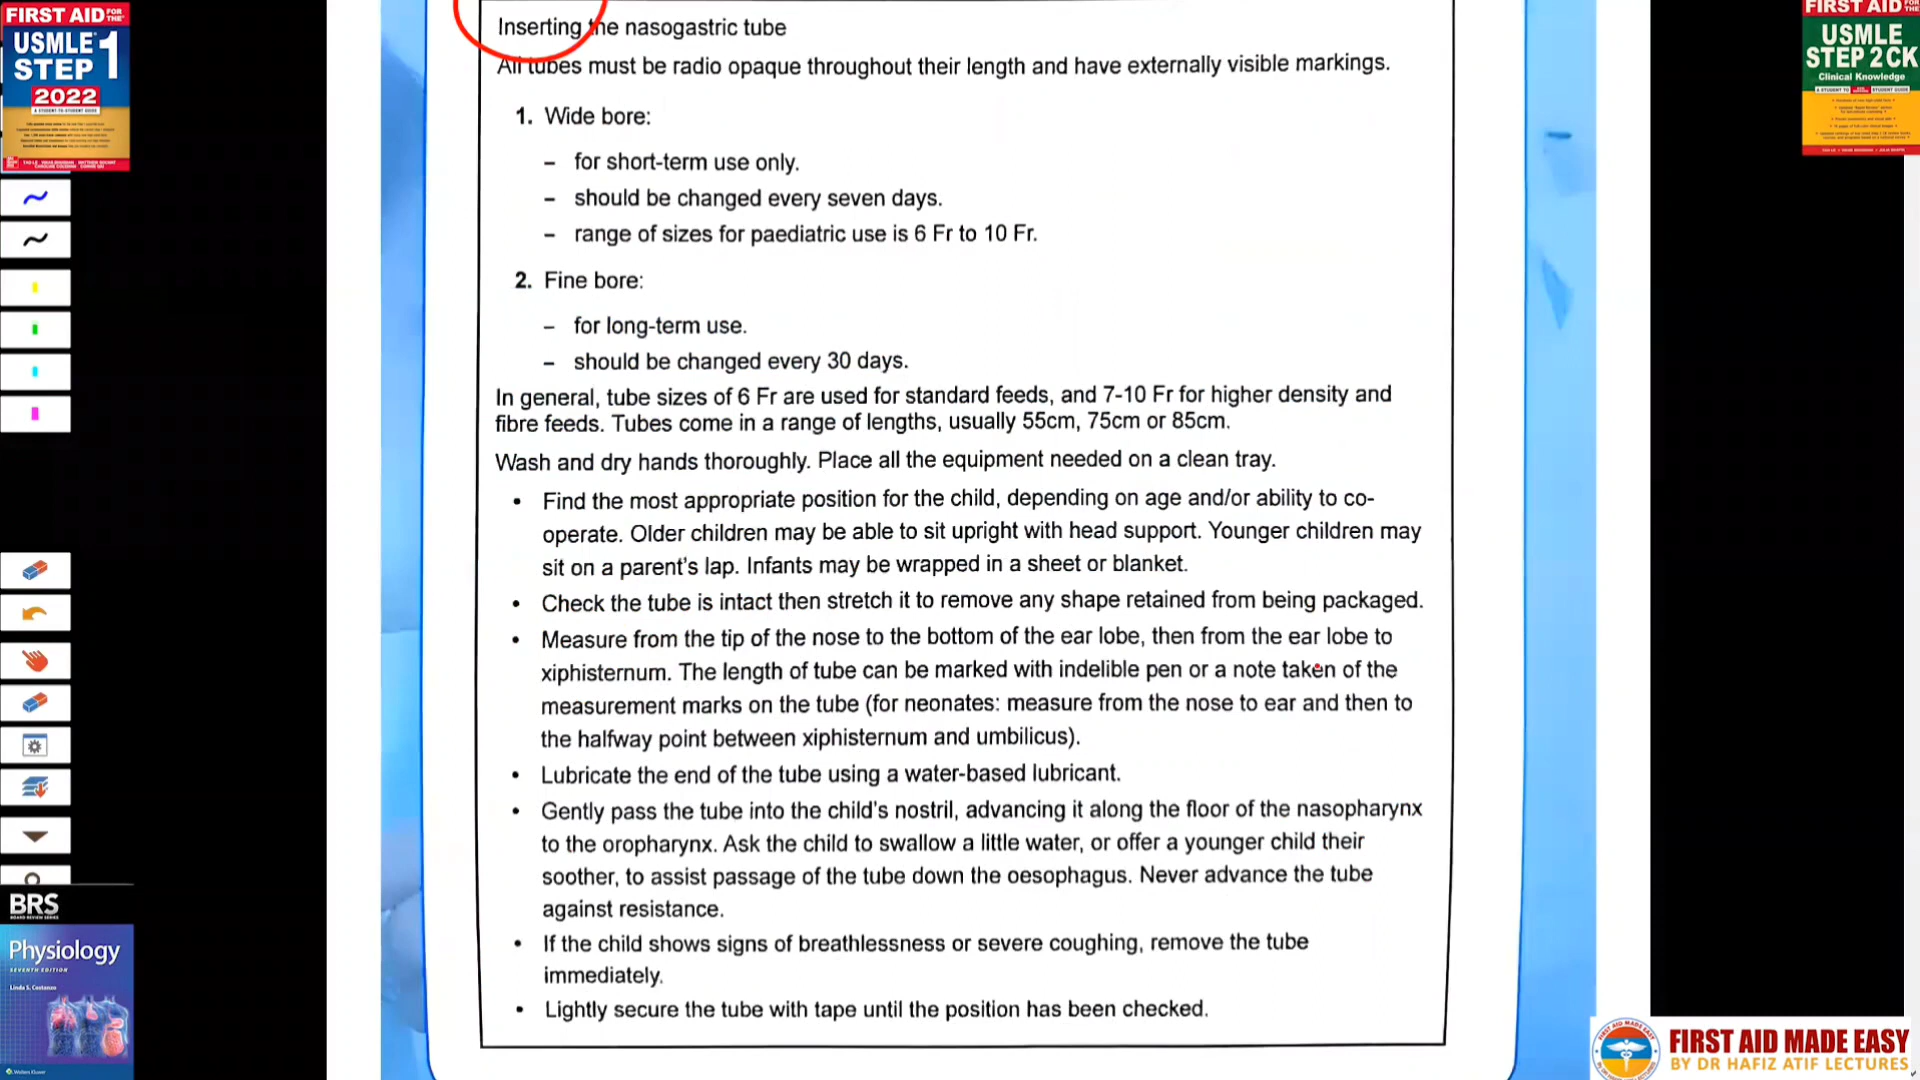 FIRST AID FOR THE
USMLE
STEP 1
2022
FIRST AID FOR THE
USMLE
STEP 2 CK
Clinical Knowledge
Inserting the nasogastric tube
All tubes must be radio opaque throughout their length and have externally visible markings.
1. Wide bore:
– for short-term use only.
– should be changed every seven days.
– range of sizes for paediatric use is 6 Fr to 10 Fr.
2. Fine bore:
– for long-term use.
– should be changed every 30 days.
In general, tube sizes of 6 Fr are used for standard feeds, and 7-10 Fr for higher density and
fibre feeds. Tubes come in a range of lengths, usually 55cm, 75cm or 85cm.
Wash and dry hands thoroughly. Place all the equipment needed on a clean tray.
• Find the most appropriate position for the child, depending on age and/or ability to co-
operate. Older children may be able to sit upright with head support. Younger children may
sit on a parent's lap. Infants may be wrapped in a sheet or blanket.
• Check the tube is intact then stretch it to remove any shape retained from being packaged.
• Measure from the tip of the nose to the bottom of the ear lobe, then from the ear lobe to
xiphisternum. The length of tube can be marked with indelible pen or a note taken of the
measurement marks on the tube (for neonates: measure from the nose to ear and then to
the halfway point between xiphisternum and umbilicus).
• Lubricate the end of the tube using a water-based lubricant.
• Gently pass the tube into the child's nostril, advancing it along the floor of the nasopharynx
to the oropharynx. Ask the child to swallow a little water, or offer a younger child their
soother, to assist passage of the tube down the oesophagus. Never advance the tube
against resistance.
• If the child shows signs of breathlessness or severe coughing, remove the tube
immediately.
• Lightly secure the tube with tape until the position has been checked.
BRS
BOARD REVIEW SERIES
Physiology
SEVENTH EDITION
Linda S. Costanzo
Wolters Kluwer
FIRST AID MADE EASY
BY DR HAFIZ ATIF LECTURES